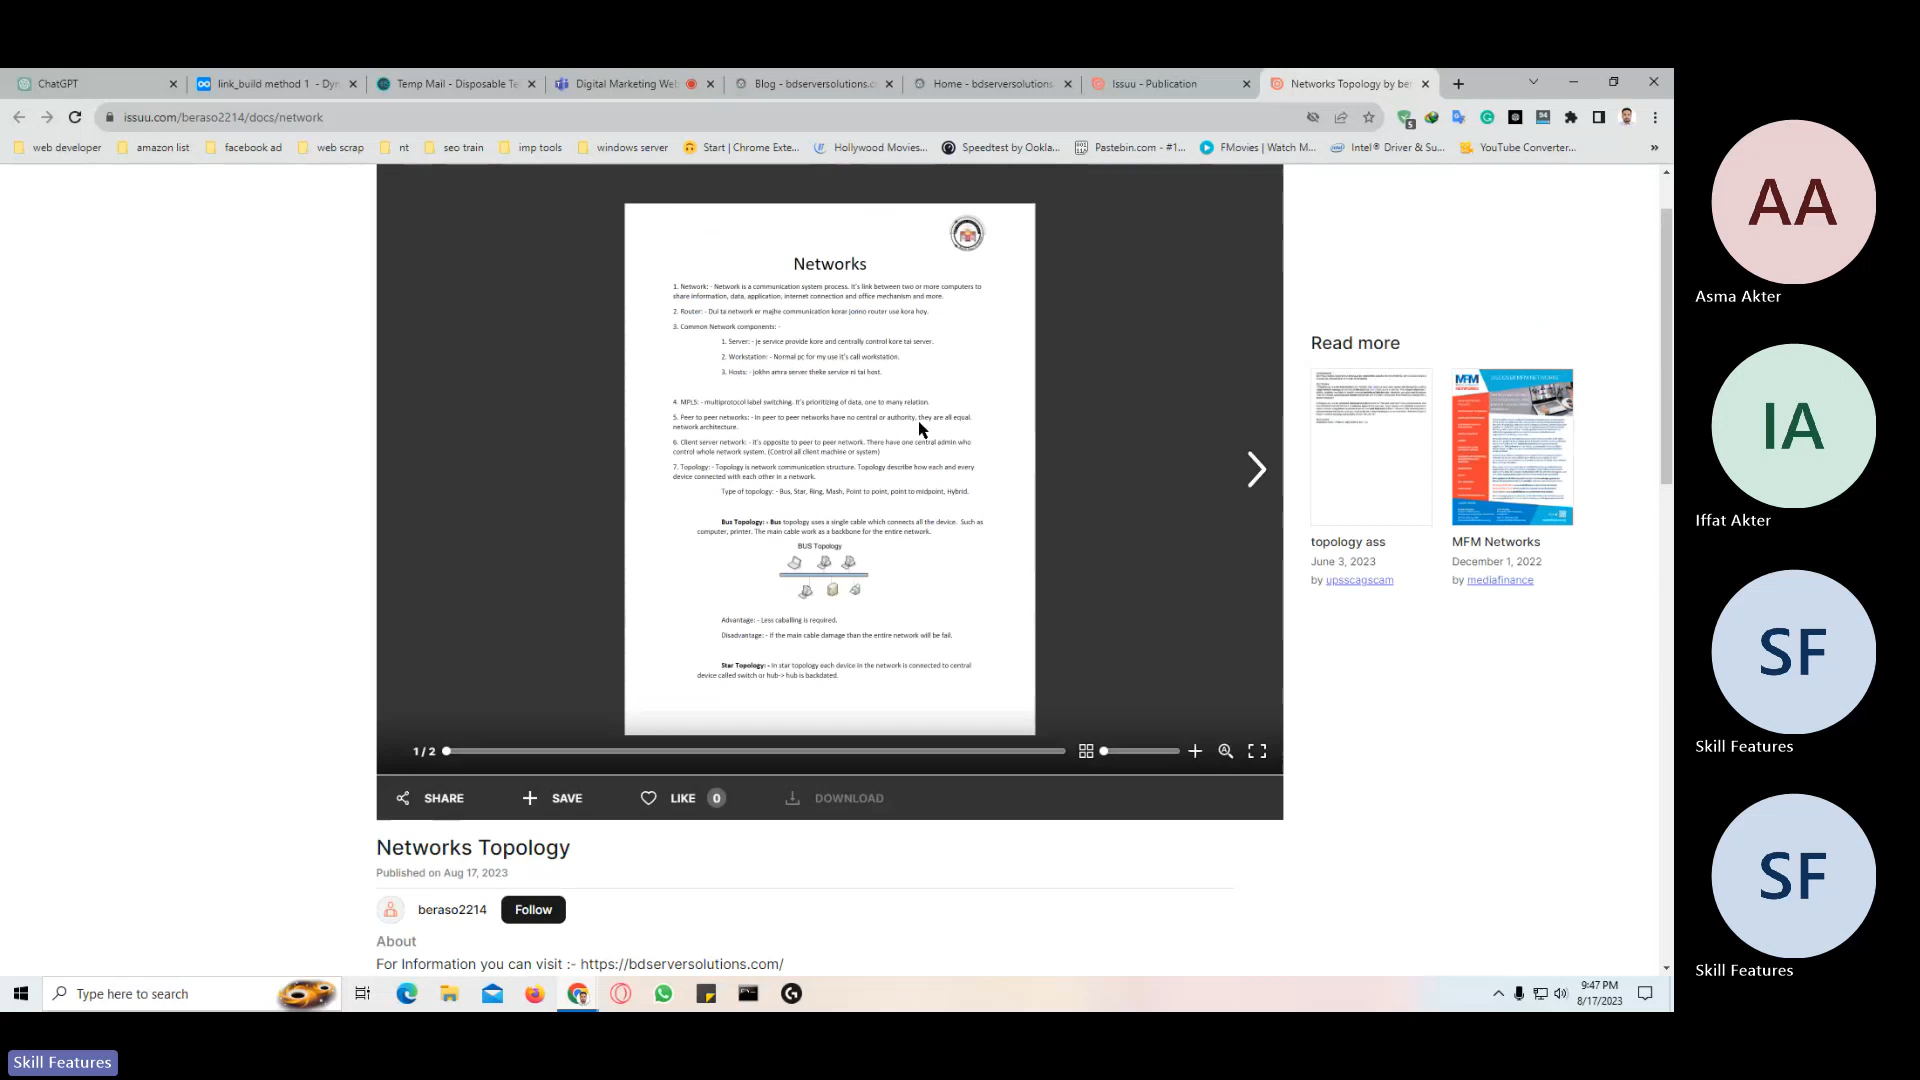 ChatGPT
link_build method 1 - Dyn
Temp Mail - Disposable Te
Digital Marketing Web
Blog - bdserversolutions.c
Home - bdserversolutions
Issuu - Publication
Networks Topology by ber
issuu.com/beraso2214/docs/network
5
94
web developer
amazon list
facebook ad
web scrap
nt
seo train
imp tools
windows server
Start | Chrome Exte...
Hollywood Movies...
Speedtest by Ookla...
Pastebin.com - #1...
FMovies | Watch M...
Intel® Driver & Su...
YouTube Converter...
Networks
1. Network: - Network is a communication system process. It's link between two or more computers to
share information, data, application, internet connection and office mechanism and more.
2. Router: - Dui ta network er majhe communication korar jonno router use kora hoy.
3. Common Network components: -
1. Server: - je service provide kore and centrally control kore tai server.
2. Workstation: - Normal pc for my use it's call workstation.
3. Hosts: - jokhn amra server theke service ni tai host.
4. MPLS: - multiprotocol label switching. It's prioritizing of data, one to many relation.
5. Peer to peer networks: - In peer to peer networks have no central or authority, they are all equal.
network architecture.
6. Client server network: - it's opposite to peer to peer network. There have one central admin who
control whole network system. (Control all client machine or system)
7. Topology: - Topology is network communication structure. Topology describe how each and every
device connected with each other in a network.
Type of topology: - Bus, Star, Ring, Mash, Point to point, point to midpoint, Hybrid.
Bus Topology: - Bus topology uses a single cable which connects all the device. Such as
computer, printer. The main cable work as a backbone for the entire network.
BUS Topology
Advantage: - Less caballing is required.
Disadvantage: - If the main cable damage than the entire network will be fail.
Star Topology: - In star topology each device in the network is connected to central
device called switch or hub-> hub is backdated.
1 / 2
SHARE
SAVE
LIKE
0
DOWNLOAD
Networks Topology
Published on Aug 17, 2023
beraso2214
Follow
About
For Information you can visit :- https://bdserversolutions.com/
Read more
MFM
NETWORKS
DISCOVER MFM NETWORKS
topology ass
June 3, 2023
by upsscagscam
MFM Networks
December 1, 2022
by mediafinance
Type here to search
9:47 PM
8/17/2023
AA
Asma Akter
IA
Iffat Akter
SF
Skill Features
SF
Skill Features
Skill Features